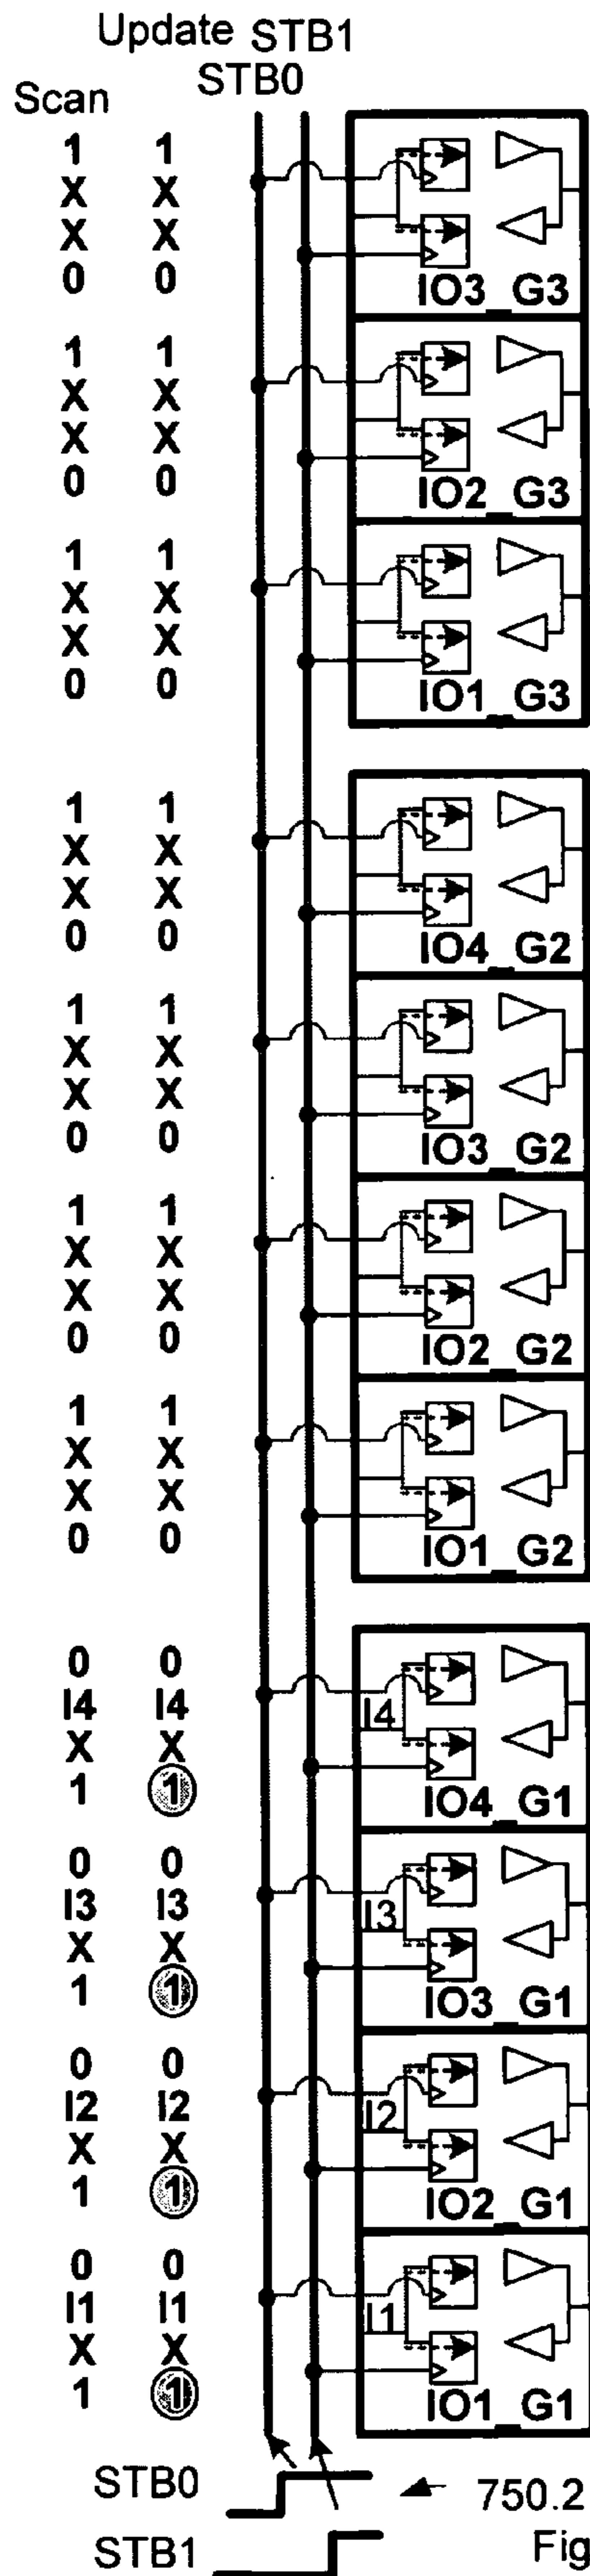 Update STB1
STB0
Scan
1 1
X X
X X
0 0
IO3_G3
1 1
X X
X X
0 0
IO2_G3
1 1
X X
X X
0 0
IO1_G3
1 1
X X
X X
0 0
IO4_G2
1 1
X X
X X
0 0
IO3_G2
1 1
X X
X X
0 0
IO2_G2
1 1
X X
X X
0 0
IO1_G2
0 0
I4 I4 I4
X X
1 1
IO4_G1
0 0
I3 I3 I3
X X
1 1
IO3_G1
0 0
I2 I2 I2
X X
1 1
IO2_G1
0 0
I1 I1 I1
X X
1 1
IO1_G1
STB0
750.2
STB1
Fig